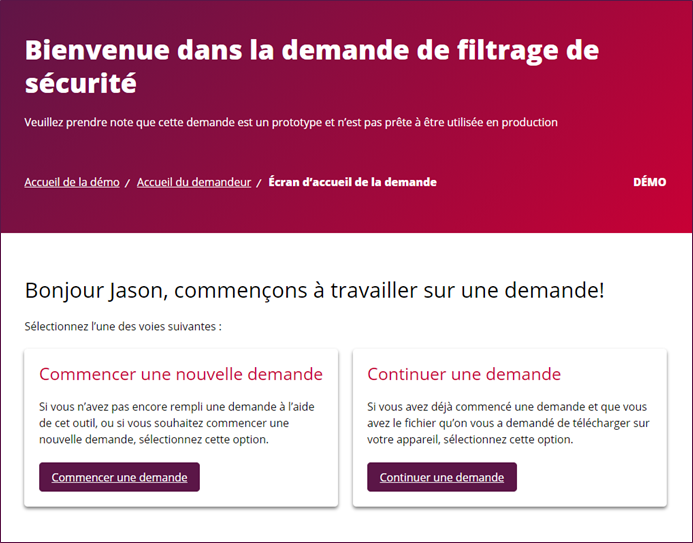 Bienvenue dans la demande de filtrage de
sécurité
Veuillez prendre note que cette demande est un prototype et n’est pas prête à être utilisée en production
Accueil de la démo / Accueil du demandeur / Écran d’accueil de la demande
DÉMO
Bonjour Jason, commençons à travailler sur une demande!
Sélectionnez l’une des voies suivantes :
Commencer une nouvelle demande
Si vous n’avez pas encore rempli une demande à l’aide
de cet outil, ou si vous souhaitez commencer une
nouvelle demande, sélectionnez cette option.
Commencer une demande
Continuer une demande
Si vous avez déjà commencé une demande et que vous
avez le fichier qu’on vous a demandé de télécharger sur
votre appareil, sélectionnez cette option.
Continuer une demande